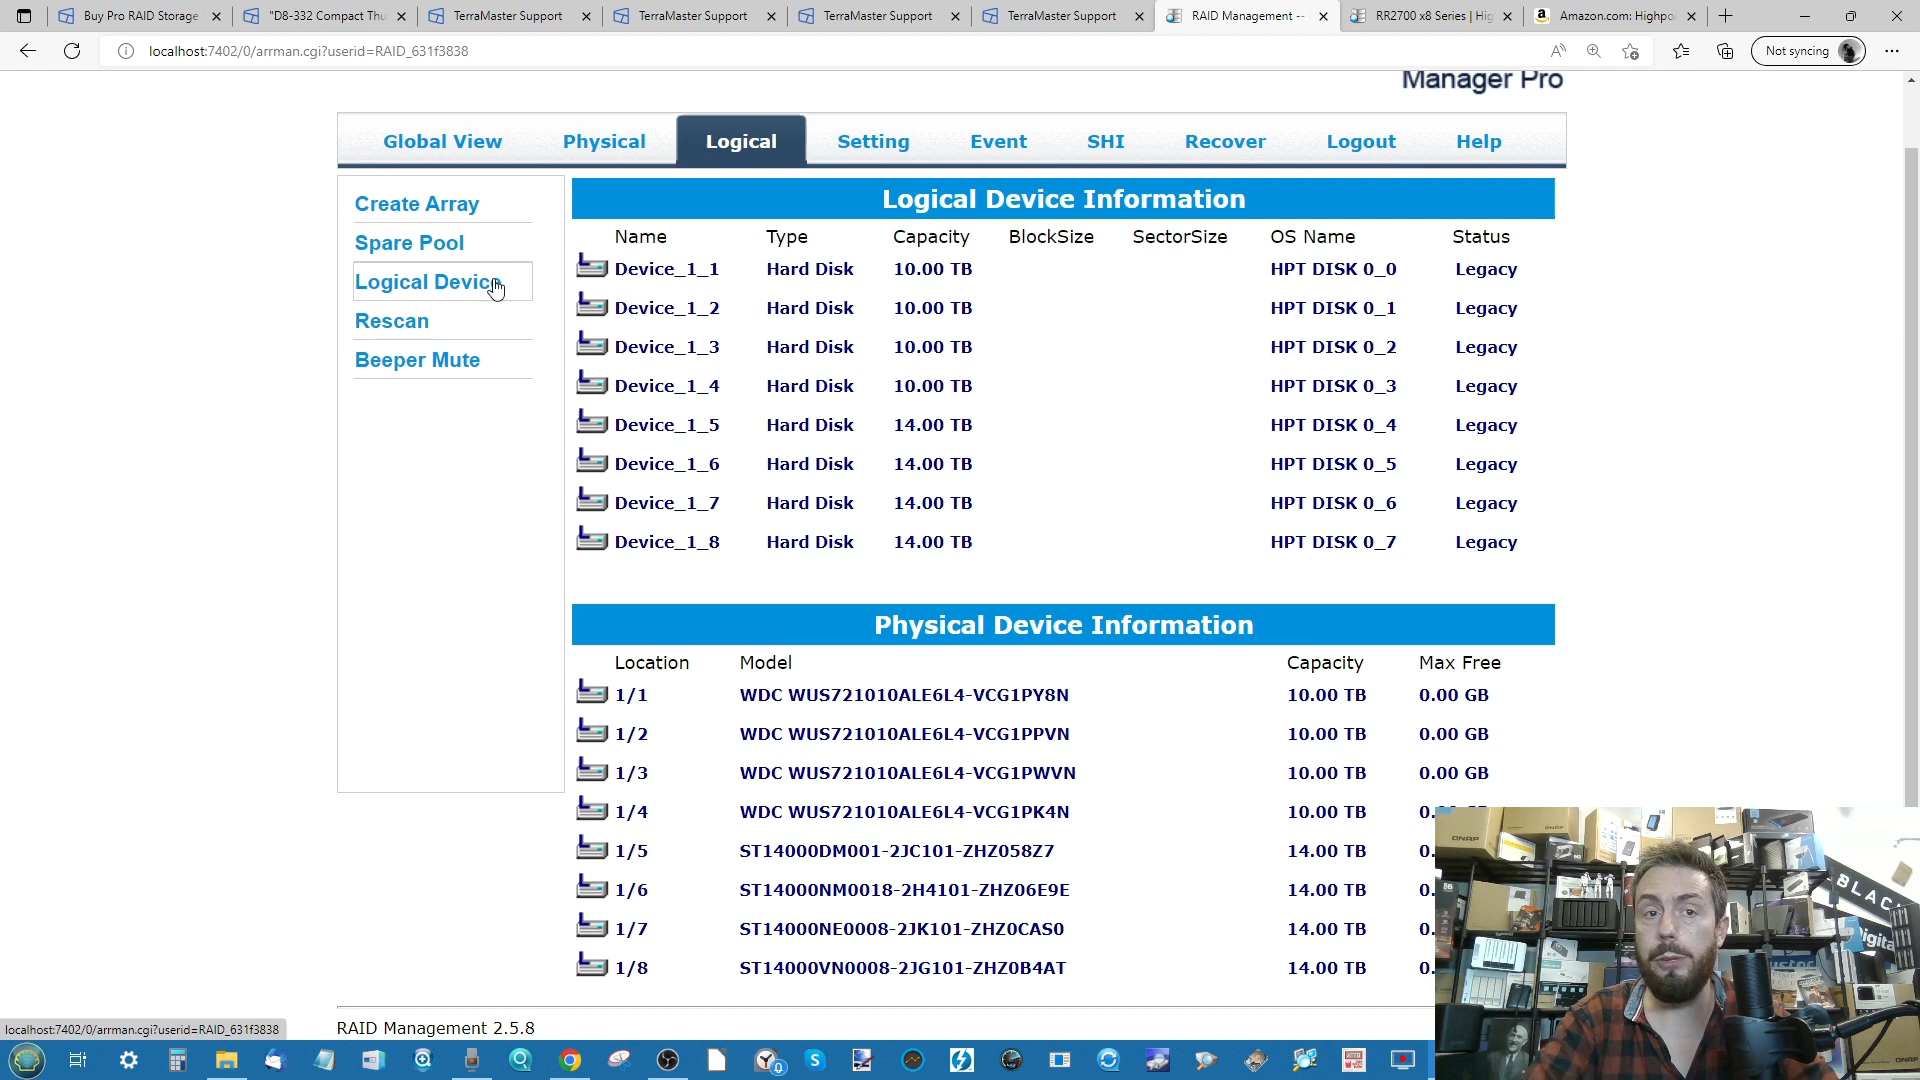 Buy Pro RAID Storage
"D8-332 Compact Thu
TerraMaster Support
TerraMaster Support
TerraMaster Support
TerraMaster Support
RAID Management --
RR2700 x8 Series | Hig
Amazon.com: Highpo
localhost:7402/0/arrman.cgi?userid=RAID_631f3838
Not syncing
Manager Pro
Global View Physical Logical Setting Event SHI Recover Logout Help
Create Array
Spare Pool
Logical Device
Rescan
Beeper Mute
Logical Device Information
Name Type Capacity BlockSize SectorSize OS Name Status
Device_1_1 Hard Disk 10.00 TB HPT DISK 0_0 Legacy
Device_1_2 Hard Disk 10.00 TB HPT DISK 0_1 Legacy
Device_1_3 Hard Disk 10.00 TB HPT DISK 0_2 Legacy
Device_1_4 Hard Disk 10.00 TB HPT DISK 0_3 Legacy
Device_1_5 Hard Disk 14.00 TB HPT DISK 0_4 Legacy
Device_1_6 Hard Disk 14.00 TB HPT DISK 0_5 Legacy
Device_1_7 Hard Disk 14.00 TB HPT DISK 0_6 Legacy
Device_1_8 Hard Disk 14.00 TB HPT DISK 0_7 Legacy
Physical Device Information
Location Model Capacity Max Free
1/1 WDC WUS721010ALE6L4-VCG1PY8N 10.00 TB 0.00 GB
1/2 WDC WUS721010ALE6L4-VCG1PPVN 10.00 TB 0.00 GB
1/3 WDC WUS721010ALE6L4-VCG1PWVN 10.00 TB 0.00 GB
1/4 WDC WUS721010ALE6L4-VCG1PK4N 10.00 TB 0.
1/5 ST14000DM001-2JC101-ZHZ058Z7 14.00 TB 0.
1/6 ST14000NM0018-2H4101-ZHZ06E9E 14.00 TB 0.
1/7 ST14000NE0008-2JK101-ZHZ0CAS0 14.00 TB 0.
1/8 ST14000VN0008-2JG101-ZHZ0B4AT 14.00 TB 0.
RAID Management 2.5.8
localhost:7402/0/arrman.cgi?userid=RAID_631f3838
QNAP
QNAP
BLAC
igita